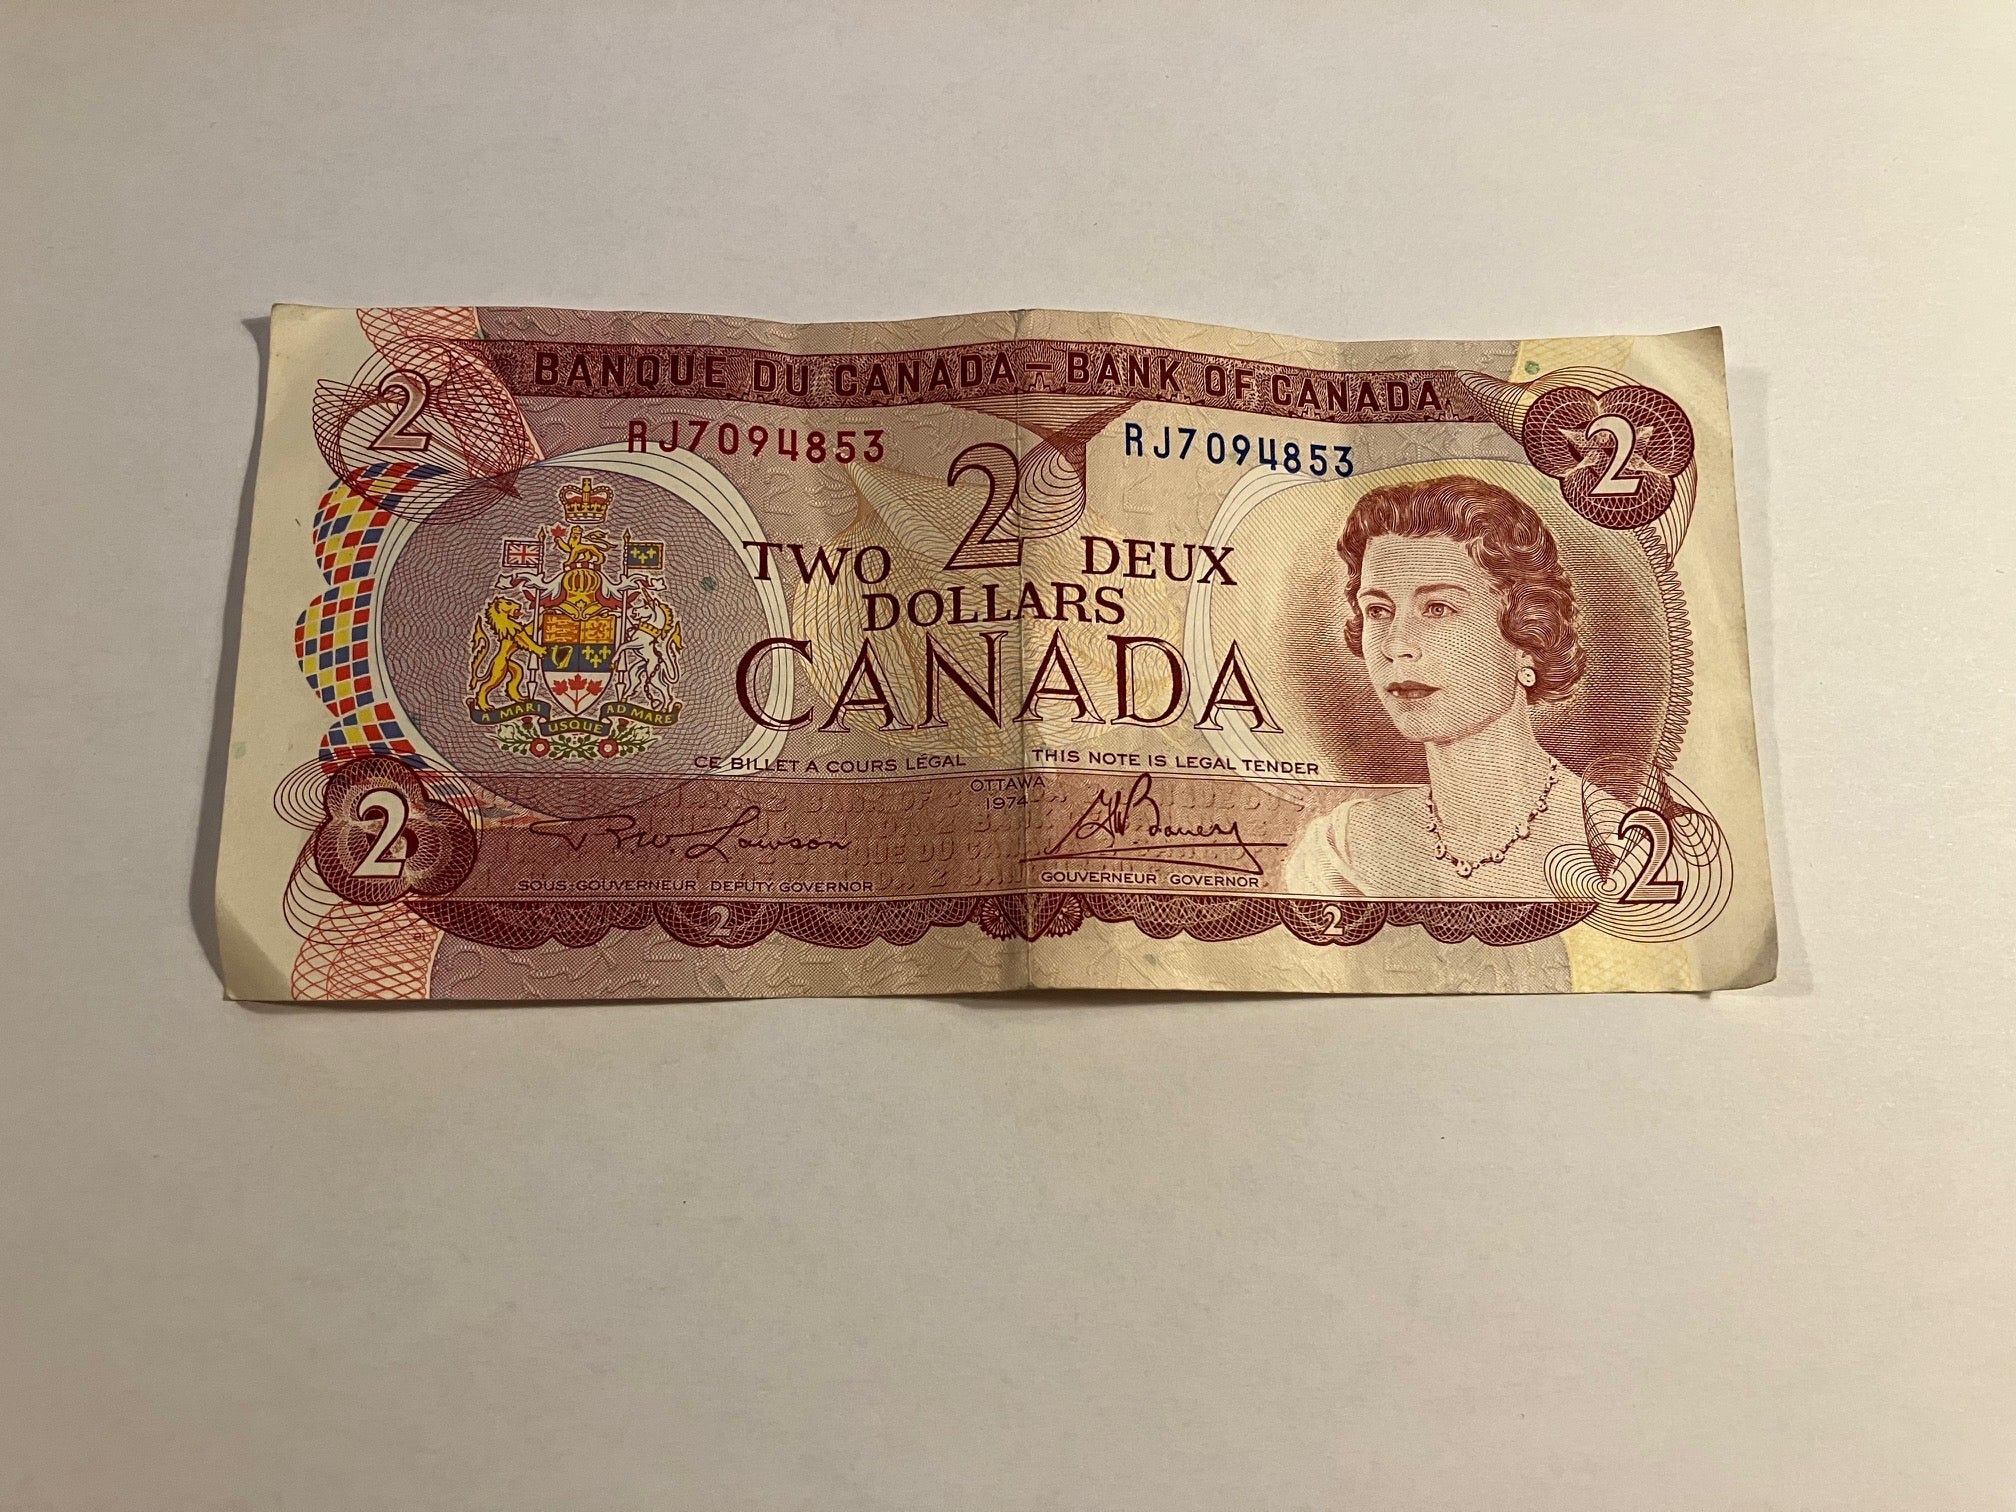 BANQUE DU CANADA – BANK OF CANADA
2
2
RJ7094853
RJ7094853
2
TWO DEUX
DOLLARS
CANADA
A MARI USQUE AD MARE
CE BILLET A COURS LÉGAL
THIS NOTE IS LEGAL TENDER
OTTAWA
1974
Lawson
Bouey
SOUS-GOUVERNEUR DEPUTY GOVERNOR
GOUVERNEUR GOVERNOR
2
2
2
2